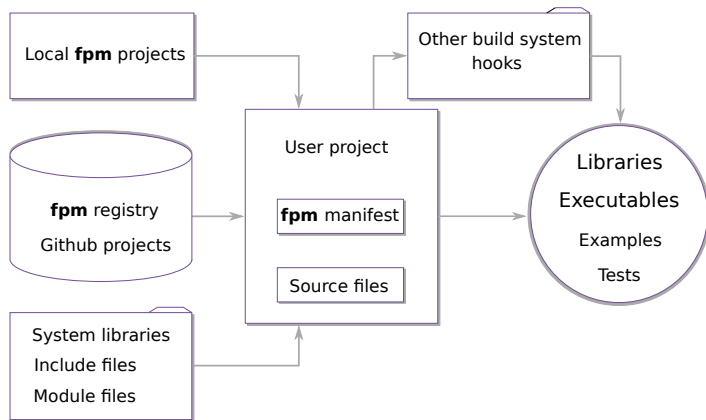 Local fpm projects
fpm registry
Github projects
System libraries
Include files
Module files
User project
fpm manifest
Source files
Other build system
hooks
Libraries
Executables
Examples
Tests